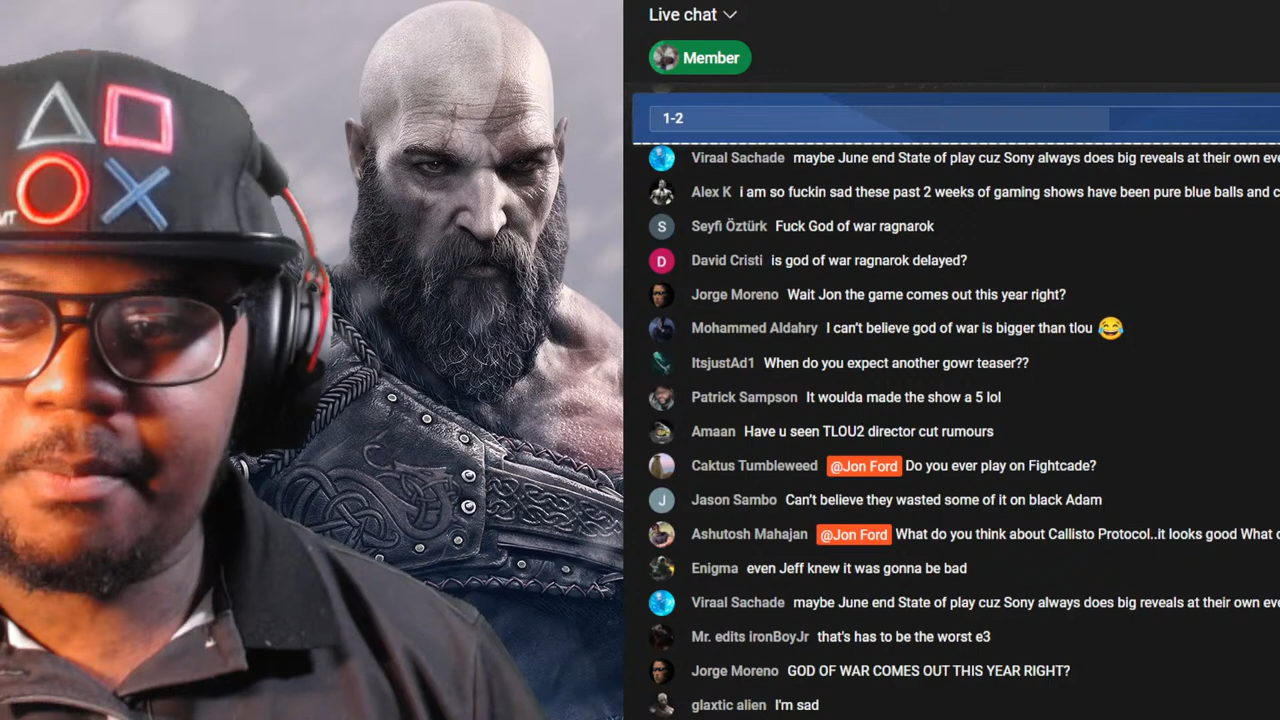 Live chat
Member
1-2
Viraal Sachade maybe June end State of play cuz Sony always does big reveals at their own eve
Alex K i am so fuckin sad these past 2 weeks of gaming shows have been pure blue balls and c
S Seyfi Öztürk Fuck God of war ragnarok
D David Cristi is god of war ragnarok delayed?
Jorge Moreno Wait Jon the game comes out this year right?
Mohammed Aldahry I can't believe god of war is bigger than tlou 😂
ItsjustAd1 When do you expect another gowr teaser??
Patrick Sampson It woulda made the show a 5 lol
Amaan Have u seen TLOU2 director cut rumours
Caktus Tumbleweed @Jon Ford Do you ever play on Fightcade?
J Jason Sambo Can't believe they wasted some of it on black Adam
Ashutosh Mahajan @Jon Ford What do you think about Callisto Protocol..it looks good What
Enigma even Jeff knew it was gonna be bad
Viraal Sachade maybe June end State of play cuz Sony always does big reveals at their own eve
Mr. edits ironBoyJr that's has to be the worst e3
Jorge Moreno GOD OF WAR COMES OUT THIS YEAR RIGHT?
glaxtic alien I'm sad